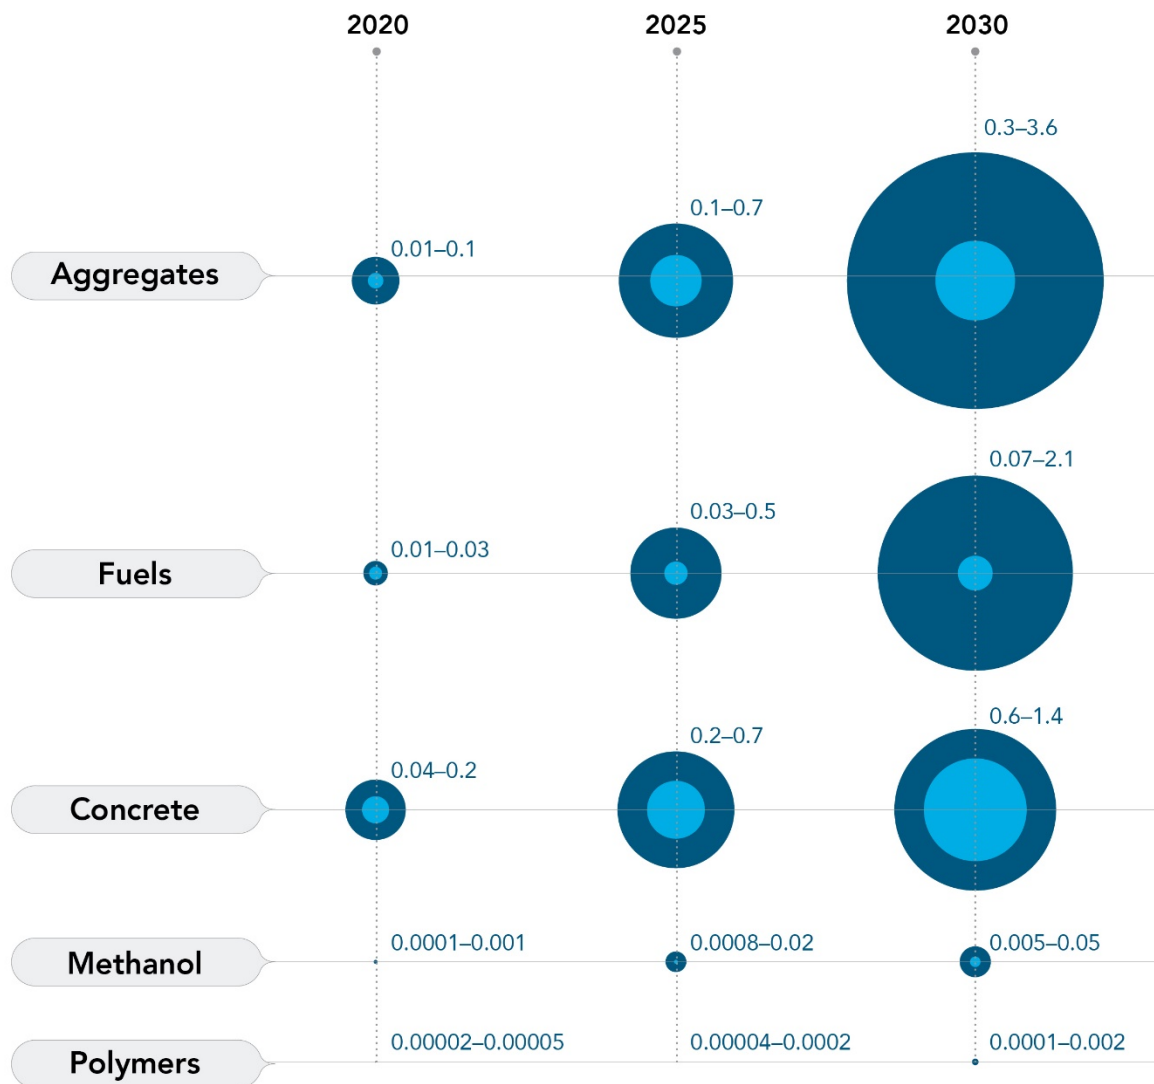 2020 2025 2030
0.3–3.6
0.1–0.7
0.01–0.1
Aggregates
0.07–2.1
0.03–0.5
0.01–0.03
Fuels
0.6–1.4
0.2–0.7
0.04–0.2
Concrete
Methanol 0.0001–0.001 0.0008–0.02 0.005–0.05
Polymers 0.00002–0.00005 0.00004–0.0002 0.0001–0.002